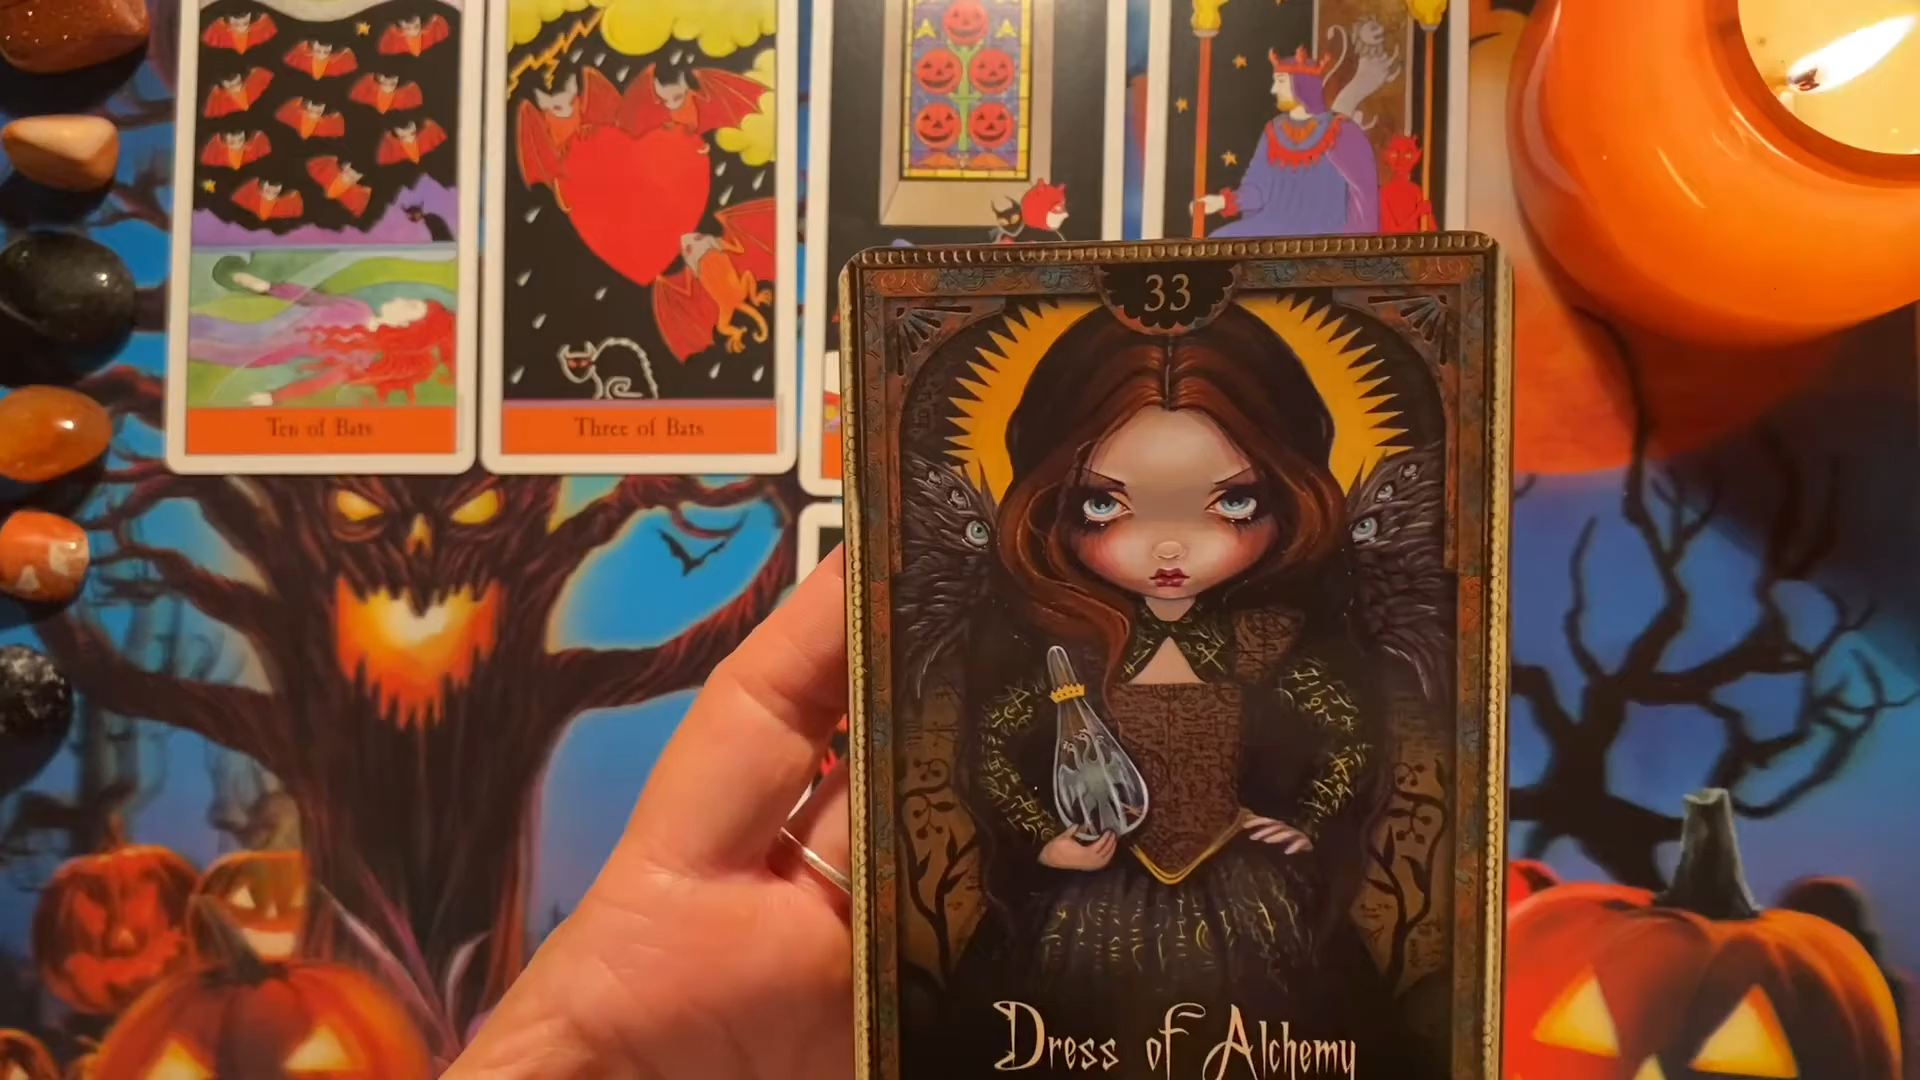 Ten of Bats
Three of Bats
33
Dress of Alchemy